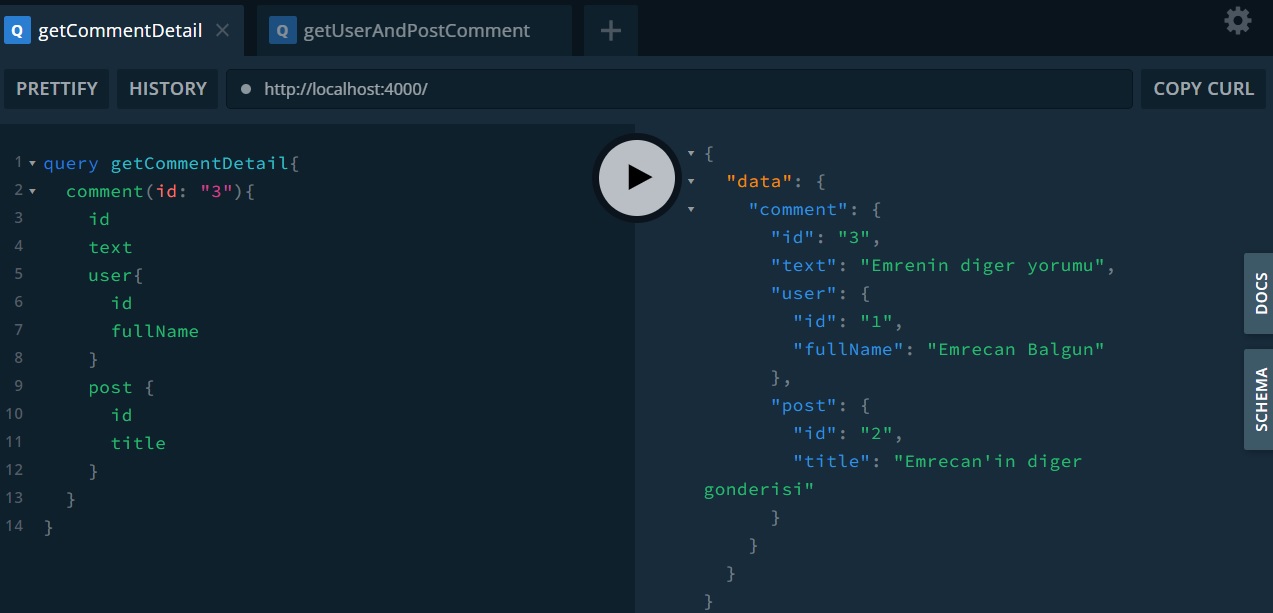 Q getCommentDetail ×
Q getUserAndPostComment
+
PRETTIFY
HISTORY
http://localhost:4000/
COPY CURL
1 query getCommentDetail{
2 comment(id: "3"){
3 id
4 text
5 user{
6 id
7 fullName
8 }
9 post {
10 id
11 title
12 }
13 }
14 }
{
"data": {
"comment": {
"id": "3",
"text": "Emrenin diger yorumu",
"user": {
"id": "1",
"fullName": "Emrecan Balgun"
},
"post": {
"id": "2",
"title": "Emrecan'in diger
gonderisi"
}
}
}
}
DOCS
SCHEMA